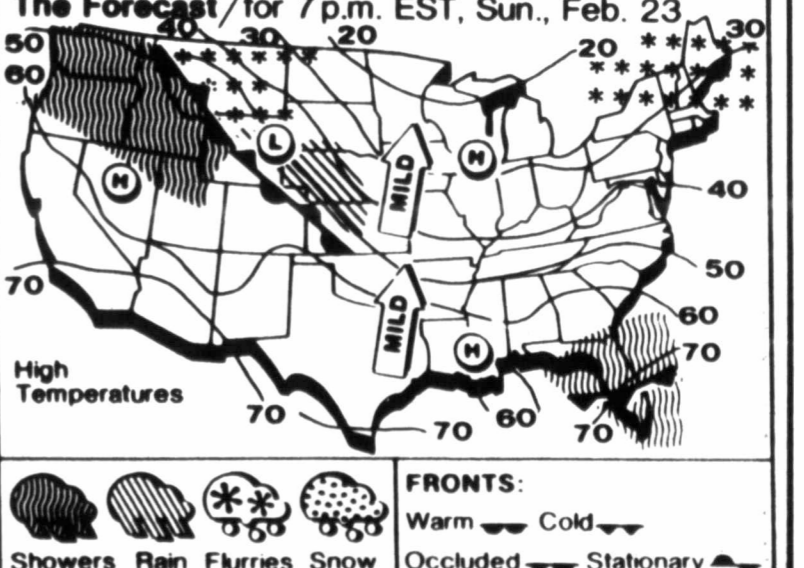 The Forecast/for 7 p.m. EST, Sun., Feb. 23
40
30
20
30
50
20
60
L
H
H
MILD
40
50
70
MILD
60
H
70
High
Temperatures
70
60
70
70
FRONTS:
Warm Cold
Showers Rain Flurries Snow
Occluded Stationary